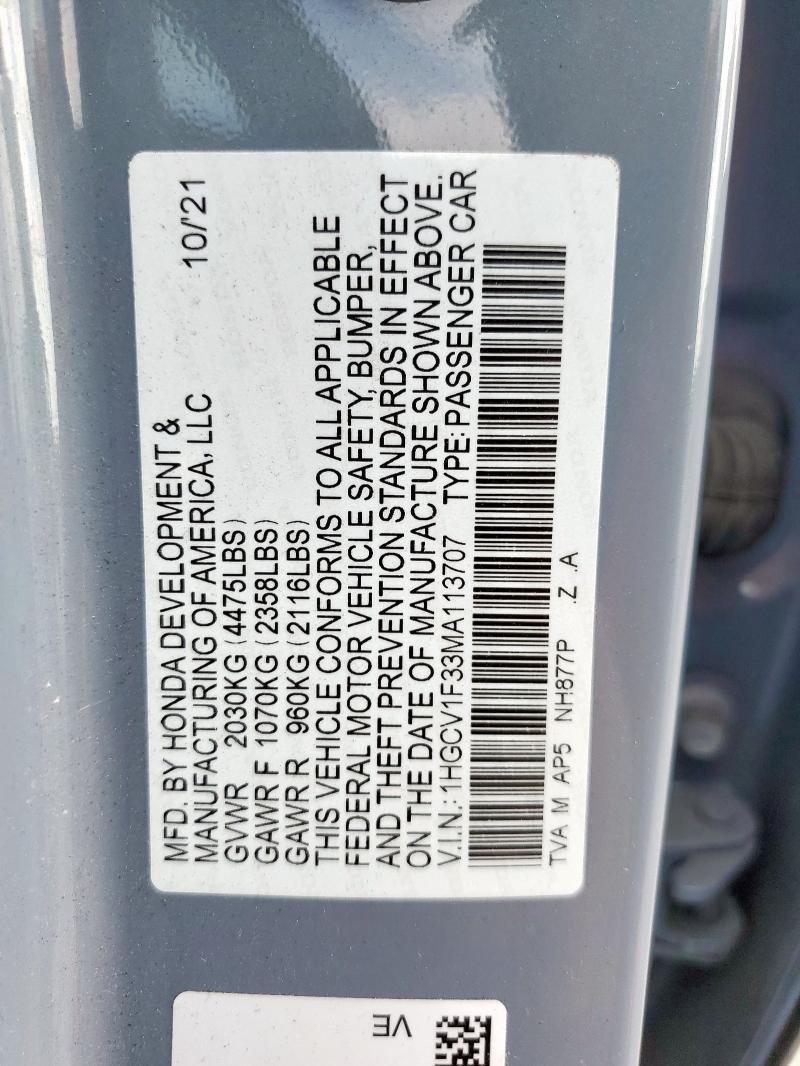 MFD. BY HONDA DEVELOPMENT &
MANUFACTURING OF AMERICA, LLC 10/'21
GVWR 2030KG (4475LBS)
GAWR F 1070KG (2358LBS)
GAWR R 960KG (2116LBS)
THIS VEHICLE CONFORMS TO ALL APPLICABLE
FEDERAL MOTOR VEHICLE SAFETY, BUMPER,
AND THEFT PREVENTION STANDARDS IN EFFECT
ON THE DATE OF MANUFACTURE SHOWN ABOVE.
V.I.N.: 1HGCV1F33MA113707 TYPE: PASSENGER CAR
TVA M AP5 NH877P .Z .A
VE